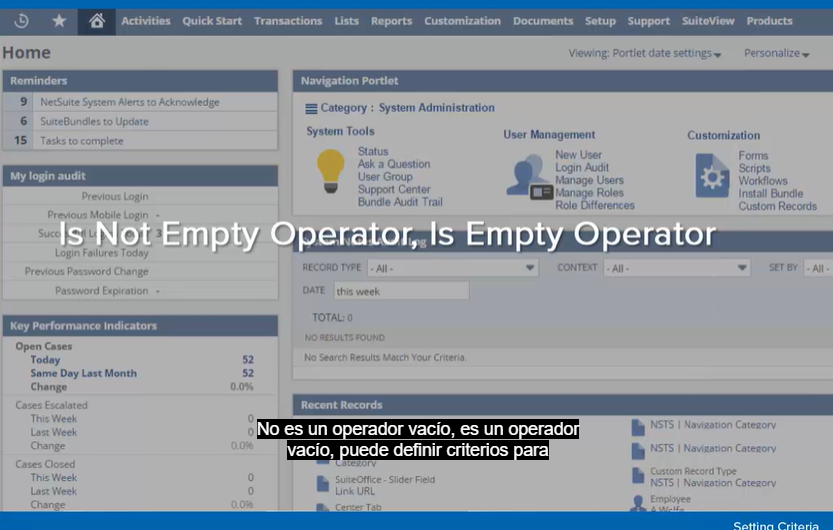 Activities Quick Start Transactions Lists Reports Customization Documents Setup Support SuiteView Products
Home
Viewing: Portlet date settings Personalize
Reminders
9 NetSuite System Alerts to Acknowledge
6 SuiteBundles to Update
15 Tasks to complete
My login audit
Previous Login
Previous Mobile Login -
Login Failures Today
Previous Password Change
Password Expiration -
Key Performance Indicators
Open Cases
Today 52
Same Day Last Month 52
Change 0.0%
Cases Escalated
This Week 0
Last Week 0
Change 0.0%
Cases Closed
This Week 0
Last Week 0
Change 0.0%
Navigation Portlet
Category : System Administration
System Tools
Status
Ask a Question
User Group
Support Center
Bundle Audit Trail
User Management
New User
Login Audit
Manage Users
Manage Roles
Role Differences
Customization
Forms
Scripts
Workflows
Install Bundle
Custom Records
Is Not Empty Operator, Is Empty Operator
RECORD TYPE - All - CONTEXT - All - SET BY - All -
DATE this week
TOTAL: 0
NO RESULTS FOUND
No Search Results Match Your Criteria.
Recent Records
Category
SuiteOffice - Slider Field
Link URL
Center Tab
NSTS | Navigation Category
NSTS | Navigation Category
Custom Record Type
NSTS | Navigation Category
Employee
A Wolfe
No es un operador vacío, es un operador
vacío, puede definir criterios para
Setting Criteria